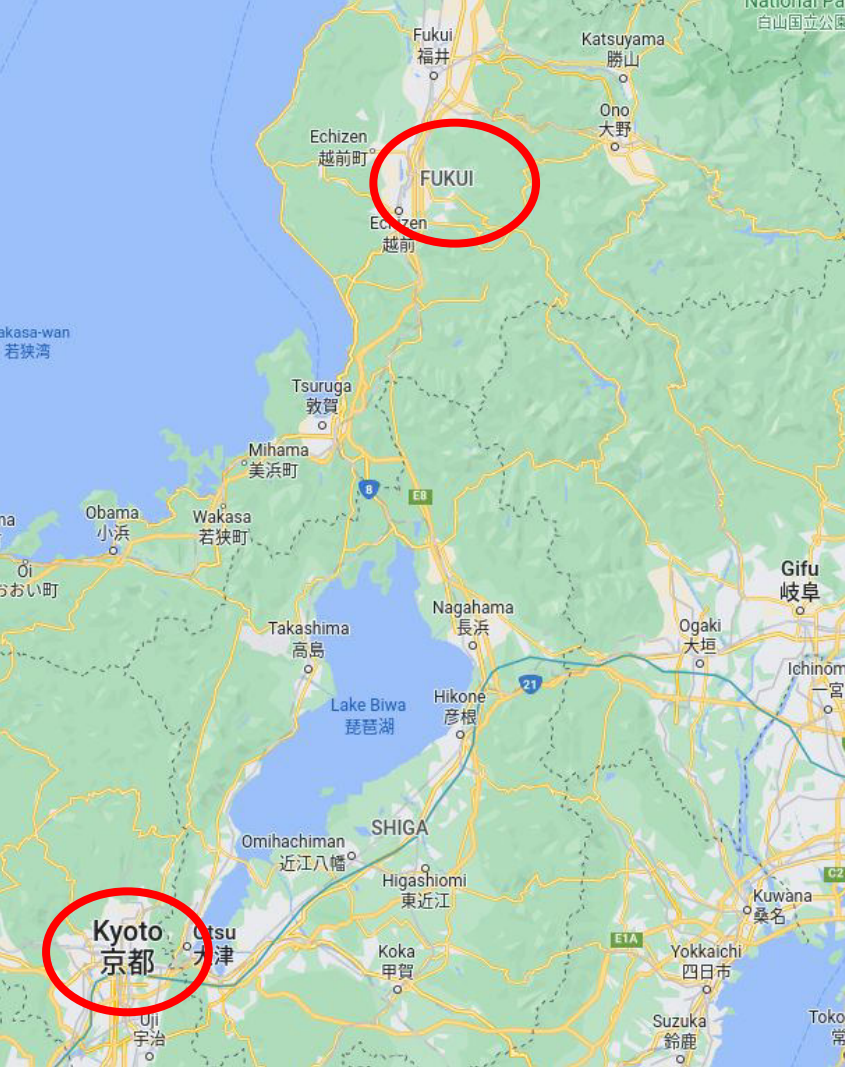 National Pa
白山国立公園
Fukui
福井
Katsuyama
勝山
Ono
大野
Echizen
越前町
FUKUI
Echizen
越前
akasa-wan
若狭湾
Tsuruga
敦賀
Mihama
美浜町
8
E8
Obama
小浜
Wakasa
若狭町
na
Oi
おおい町
Gifu
岐阜
Nagahama
長浜
Takashima
高島
Ogaki
大垣
Ichinom
一宮
21
Lake Biwa
琵琶湖
Hikone
彦根
SHIGA
Omihachiman
近江八幡
Higashiomi
東近江
C2
Kuwana
桑名
Kyoto
京都
Otsu
大津
E1A
Koka
甲賀
Yokkaichi
四日市
Uji
宇治
Suzuka
鈴鹿
Toko
常